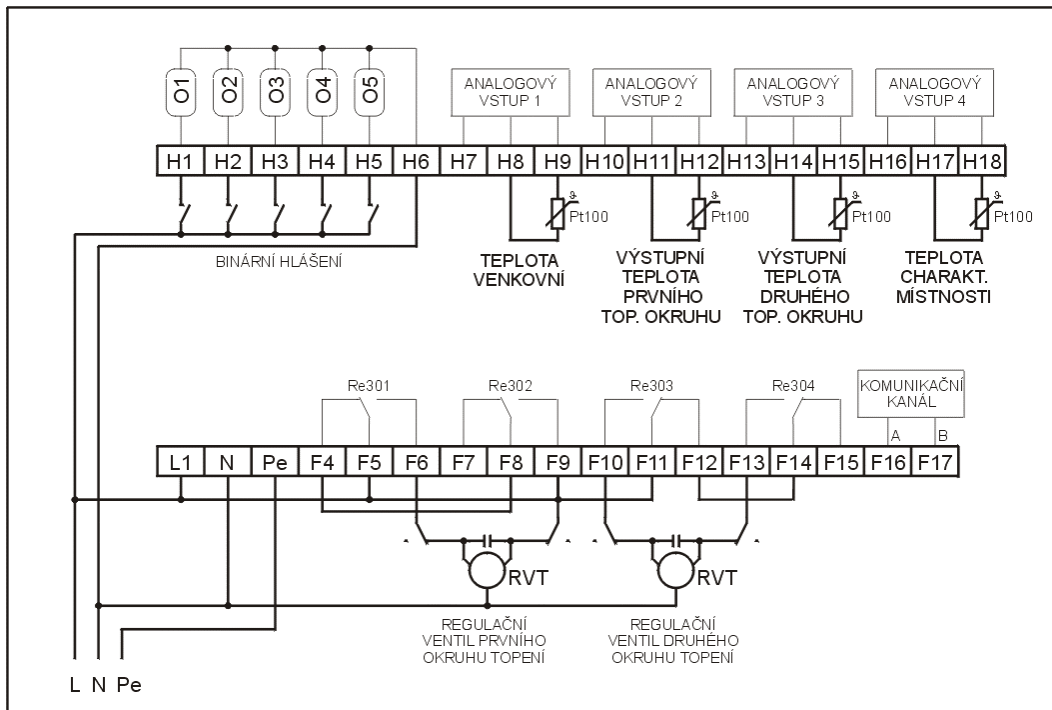 O1 O2 O3 O4 O5
ANALOGOVÝ ANALOGOVÝ ANALOGOVÝ ANALOGOVÝ
VSTUP 1 VSTUP 2 VSTUP 3 VSTUP 4
H1 H2 H3 H4 H5 H6 H7 H8 H9 H10 H11 H12 H13 H14 H15 H16 H17 H18
ϑ ϑ ϑ ϑ
Pt100 Pt100 Pt100 Pt100
BINÁRNÍ HLÁŠENÍ
TEPLOTA
VENKOVNÍ
VÝSTUPNÍ
TEPLOTA
PRVNÍHO
TOP. OKRUHU
VÝSTUPNÍ
TEPLOTA
DRUHÉHO
TOP. OKRUHU
TEPLOTA
CHARAKT.
MÍSTNOSTI
Re301 Re302 Re303 Re304
KOMUNIKAČNÍ
KANÁL
A B
L1 N Pe F4 F5 F6 F7 F8 F9 F10 F11 F12 F13 F14 F15 F16 F17
RVT RVT
REGULAČNÍ
VENTIL PRVNÍHO
OKRUHU TOPENÍ
REGULAČNÍ
VENTIL DRUHÉHO
OKRUHU TOPENÍ
L N Pe